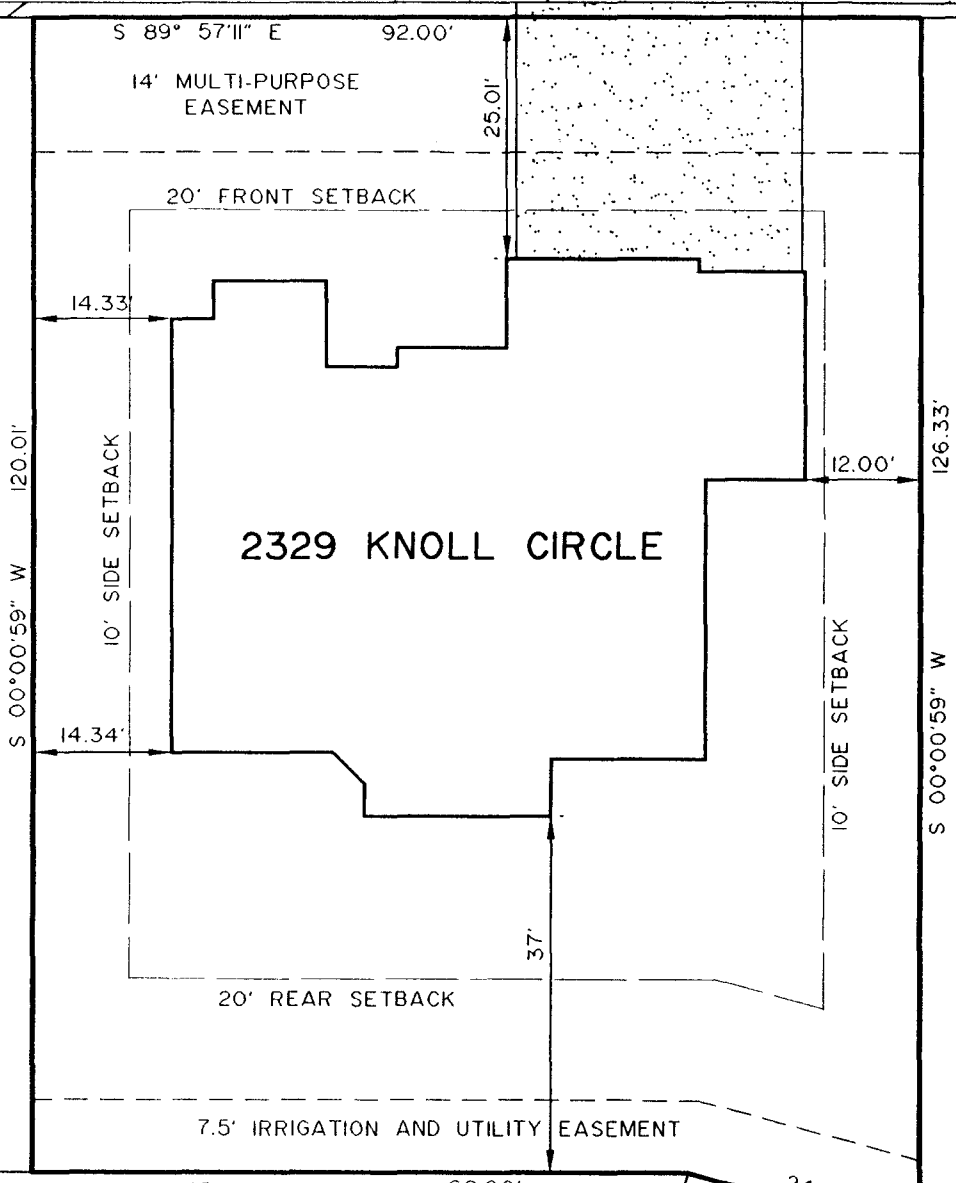 S 89° 57'11" E 92.00'
14' MULTI-PURPOSE
EASEMENT
25.01'
20' FRONT SETBACK
14.33'
S 00°00'59" W 120.01'
10' SIDE SETBACK
126.33'
12.00'
2329 KNOLL CIRCLE
14.34'
10' SIDE SETBACK
S 00°00'59" W
37'
20' REAR SETBACK
7.5' IRRIGATION AND UTILITY EASEMENT